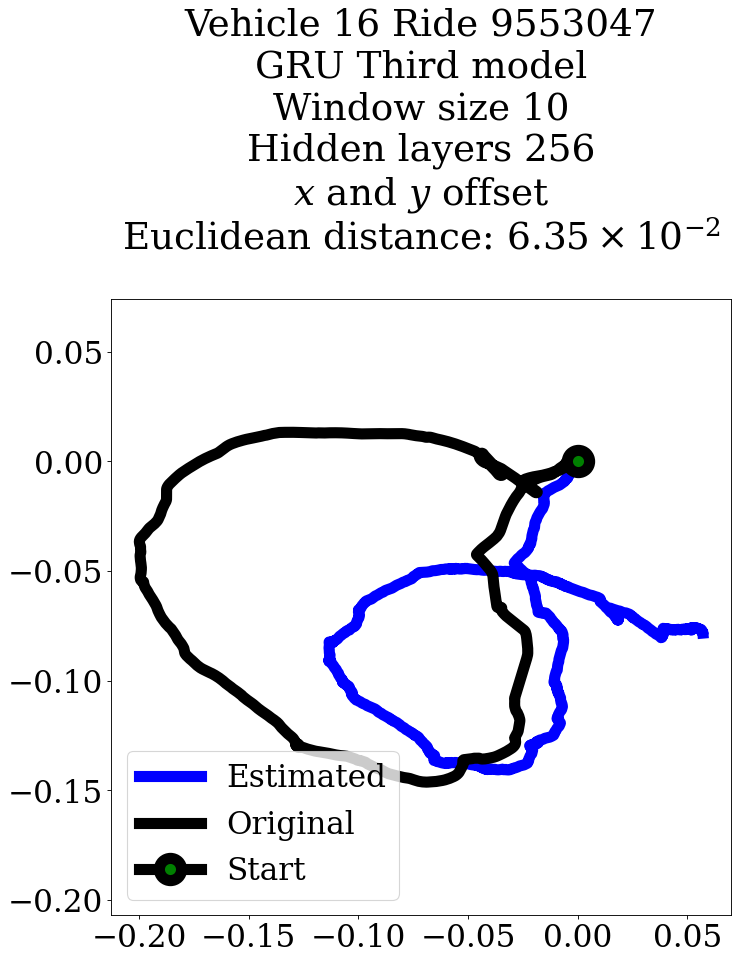 Vehicle 16 Ride 9553047
GRU Third model
Window size 10
Hidden layers 256
x and y offset
Euclidean distance: 6.35 × 10⁻²
0.05
0.00
−0.05
−0.10
−0.15
−0.20
Estimated
Original
Start
−0.20 −0.15 −0.10 −0.05 0.00 0.05